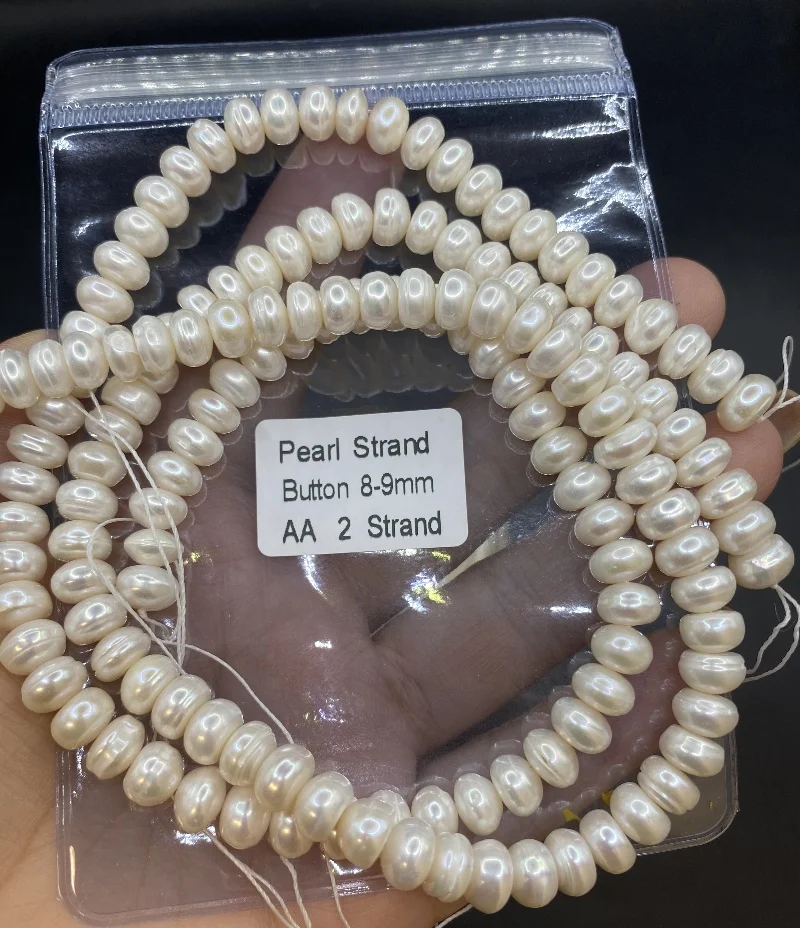 Pearl Strand
Button 8-9mm
AA 2 Strand